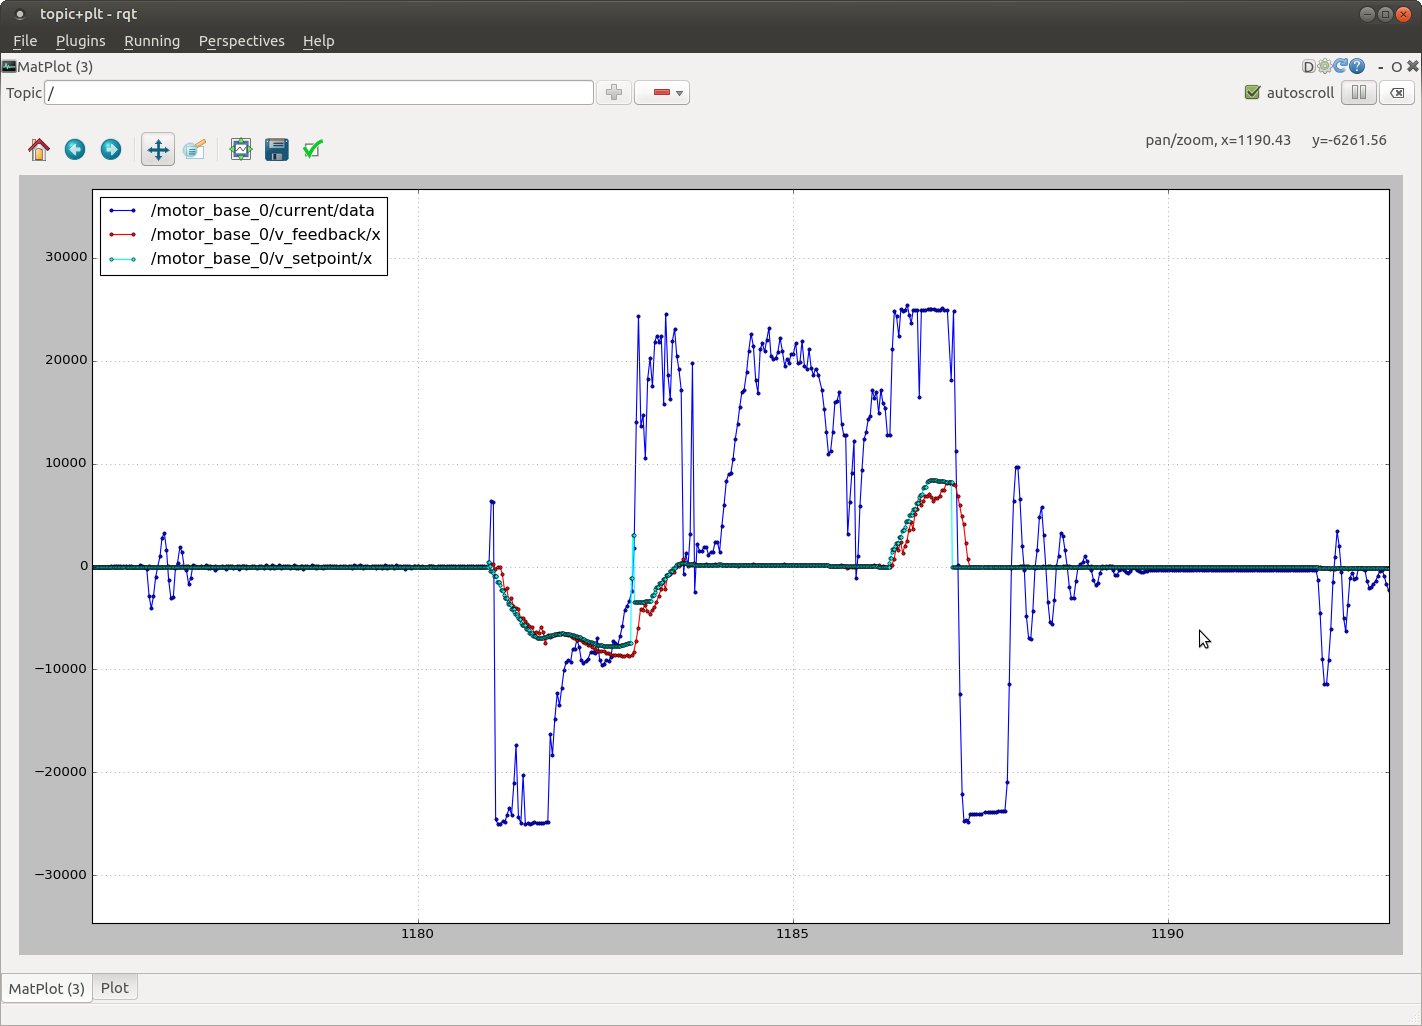 topic+plt - rqt
File Plugins Running Perspectives Help
MatPlot (3) D - O
Topic / autoscroll
pan/zoom, x=1190.43 y=-6261.56
/motor_base_0/current/data
/motor_base_0/v_feedback/x
/motor_base_0/v_setpoint/x
30000
20000
10000
0
−10000
−20000
−30000
1180 1185 1190
MatPlot (3) Plot